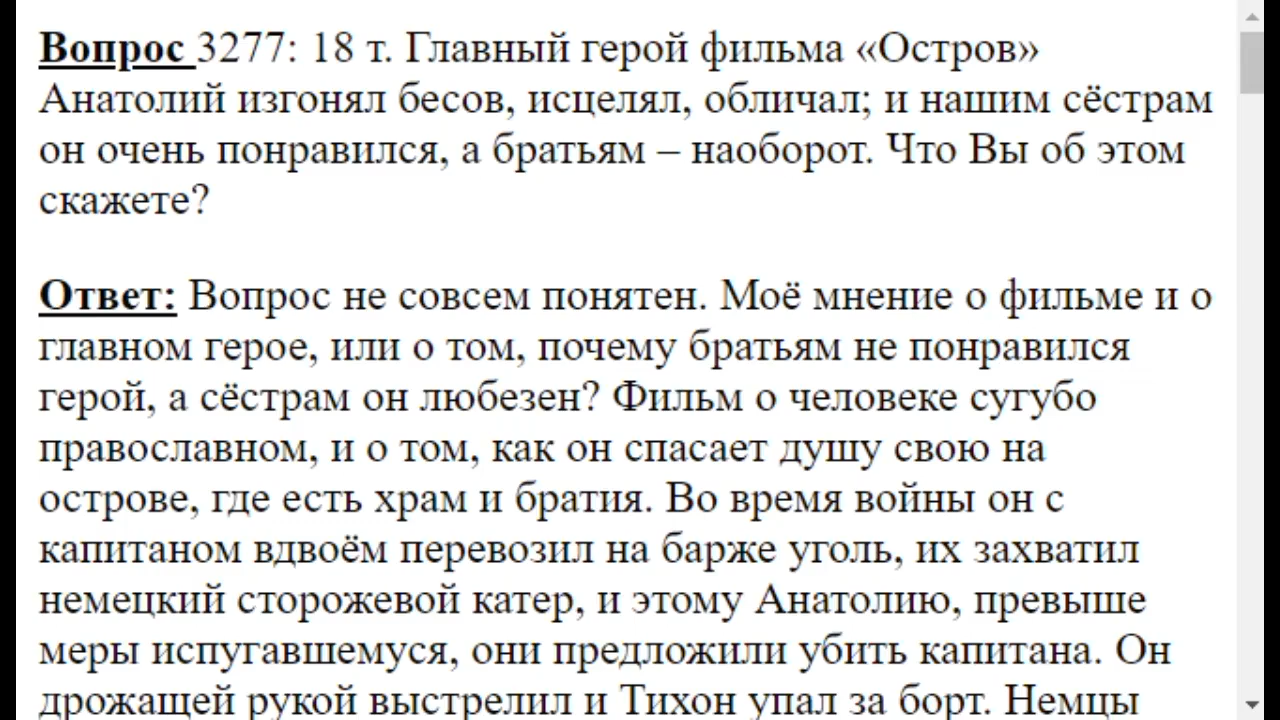 Вопрос 3277: 18 т. Главный герой фильма «Остров»
Анатолий изгонял бесов, исцелял, обличал; и нашим сёстрам
он очень понравился, а братьям – наоборот. Что Вы об этом
скажете?
Ответ: Вопрос не совсем понятен. Моё мнение о фильме и о
главном герое, или о том, почему братьям не понравился
герой, а сёстрам он любезен? Фильм о человеке сугубо
православном, и о том, как он спасает душу свою на
острове, где есть храм и братия. Во время войны он с
капитаном вдвоём перевозил на барже уголь, их захватил
немецкий сторожевой катер, и этому Анатолию, превыше
меры испугавшемуся, они предложили убить капитана. Он
дрожащей рукой выстрелил и Тихон упал за борт. Немцы